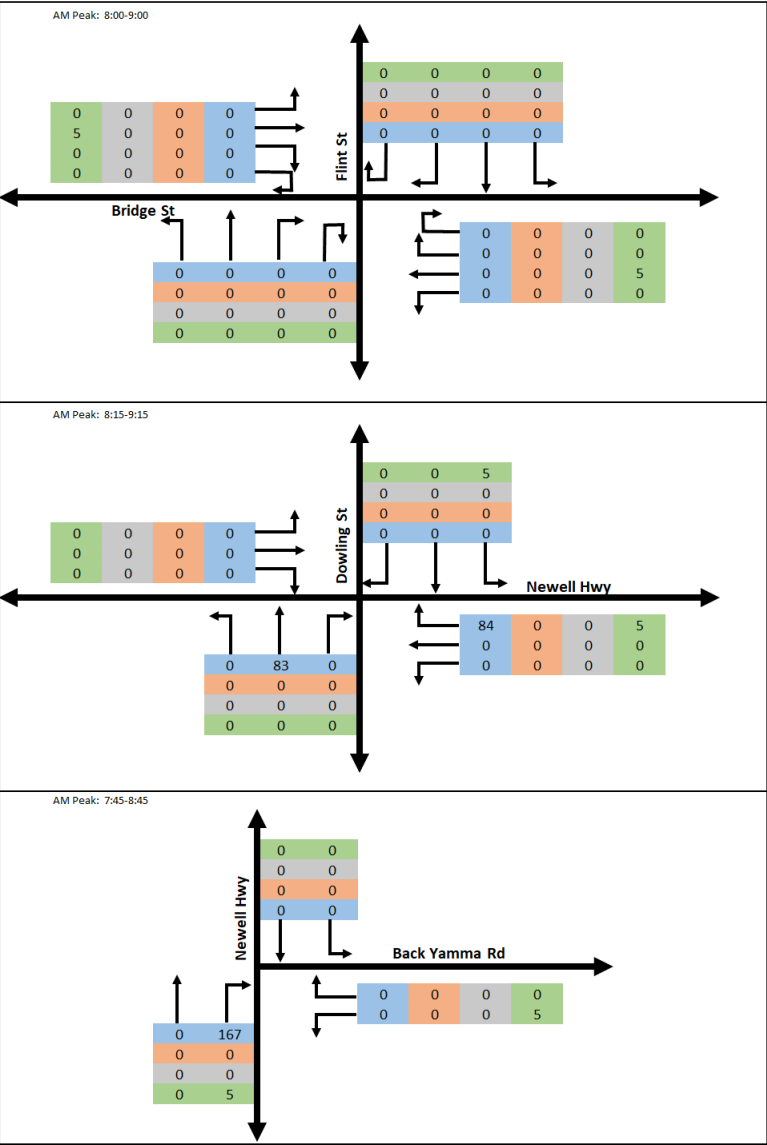 AM Peak: 8:00-9:00
0 0 0 0
0 0 0 0
0 0 0 0
0 0 0 0
0 0 0 0
5 0 0 0
0 0 0 0
0 0 0 0
Flint St
Bridge St
0 0 0 0
0 0 0 5
0 0 0 0
0 0 0 0
0 0 0 0
0 0 0 0
0 0 0 0
0 0 0 0
AM Peak: 8:15-9:15
0 0 5
0 0 0
0 0 0
0 0 0
0 0 0 0
0 0 0 0
0 0 0 0
Dowling St
Newell Hwy
84 0 0 5
0 0 0 0
0 0 0 0
0 83 0
0 0 0
0 0 0
0 0 0
AM Peak: 7:45-8:45
0 0
0 0
0 0
0 0
Newell Hwy
Back Yamma Rd
0 0 0 0
0 0 0 5
0 167
0 0
0 0
0 5